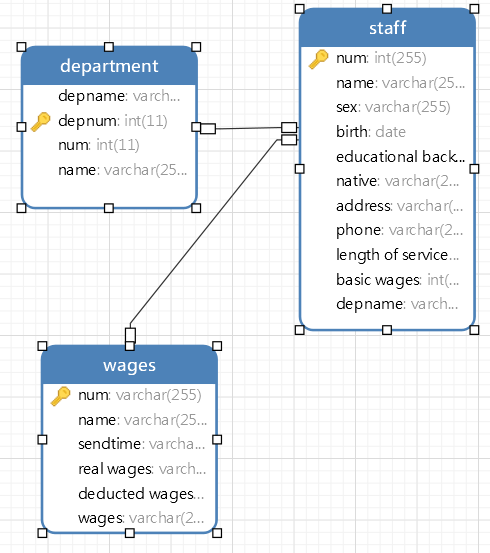 department
depname: varch...
depnum: int(11)
num: int(11)
name: varchar(25...
staff
num: int(255)
name: varchar(25...
sex: varchar(255)
birth: date
educational back...
native: varchar(2...
address: varchar(...
phone: varchar(2...
length of service...
basic wages: int(...
depname: varch...
wages
num: varchar(255)
name: varchar(25...
sendtime: varcha...
real wages: varch...
deducted wages...
wages: varchar(2...